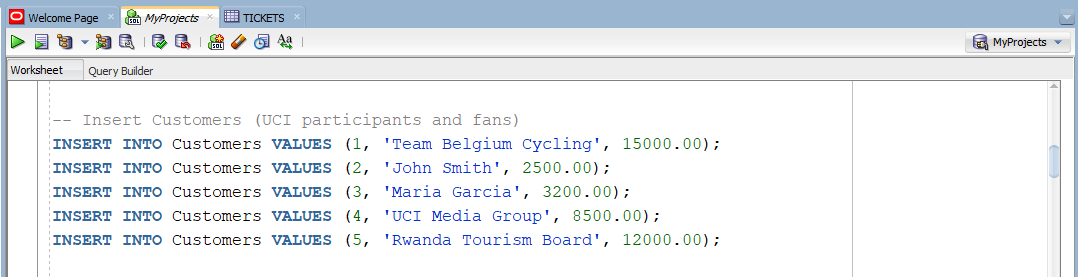 Welcome Page MyProjects TICKETS
SQL SQL Aa MyProjects
Worksheet Query Builder
-- Insert Customers (UCI participants and fans)
INSERT INTO Customers VALUES (1, 'Team Belgium Cycling', 15000.00);
INSERT INTO Customers VALUES (2, 'John Smith', 2500.00);
INSERT INTO Customers VALUES (3, 'Maria Garcia', 3200.00);
INSERT INTO Customers VALUES (4, 'UCI Media Group', 8500.00);
INSERT INTO Customers VALUES (5, 'Rwanda Tourism Board', 12000.00);